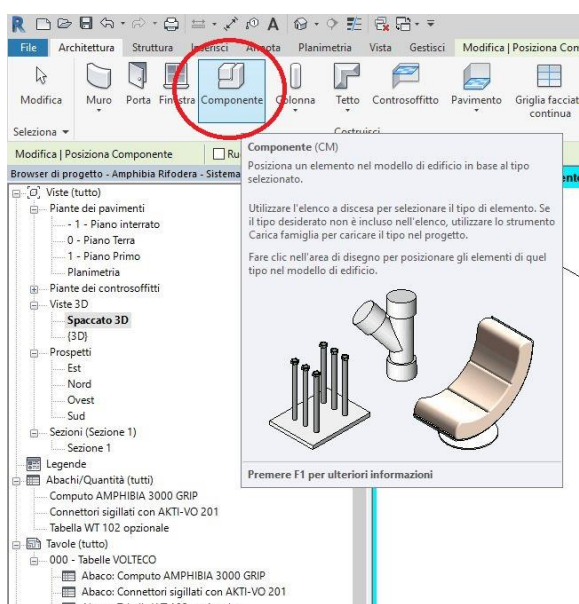 R A
File Architettura Struttura Inserisci Annota Planimetria Vista Gestisci Modifica | Posiziona Com
Modifica Muro Porta Finestra Componente Colonna Tetto Controsoffitto Pavimento Griglia facciat
continua
Seleziona Costruisci
Modifica | Posiziona Componente Ru
Browser di progetto - Amphibia Rifodera - Sistema
Componente (CM)
Posiziona un elemento nel modello di edificio in base al tipo
selezionato.
Utilizzare l'elenco a discesa per selezionare il tipo di elemento. Se
il tipo desiderato non è incluso nell'elenco, utilizzare lo strumento
Carica famiglia per caricare il tipo nel progetto.
Fare clic nell'area di disegno per posizionare gli elementi di quel
tipo nel modello di edificio.
Premere F1 per ulteriori informazioni
ente
Viste (tutto)
Piante dei pavimenti
- 1 - Piano interrato
0 - Piano Terra
1 - Piano Primo
Planimetria
Piante dei controsoffitti
Viste 3D
Spaccato 3D
{3D}
Prospetti
Est
Nord
Ovest
Sud
Sezioni (Sezione 1)
Sezione 1
Legende
Abachi/Quantità (tutti)
Computo AMPHIBIA 3000 GRIP
Connettori sigillati con AKTI-VO 201
Tabella WT 102 opzionale
Tavole (tutto)
000 - Tabelle VOLTECO
Abaco: Computo AMPHIBIA 3000 GRIP
Abaco: Connettori sigillati con AKTI-VO 201